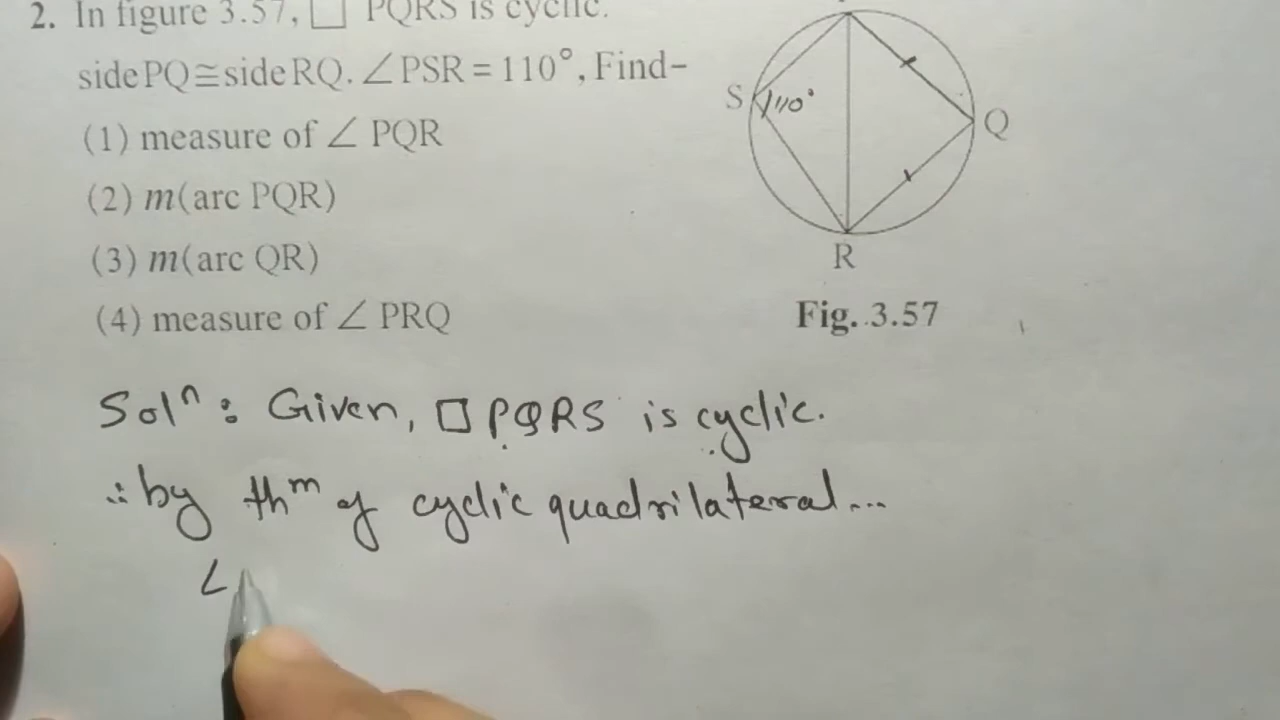 2. In figure 3.57, □ PQRS is cyclic.
side PQ ≅ side RQ. ∠PSR = 110°, Find-
(1) measure of ∠ PQR
(2) m(arc PQR)
(3) m(arc QR)
(4) measure of ∠ PRQ
S
110°
Q
R
Fig. 3.57
Solⁿ : Given, □ PQRS is cyclic.
∴ by thᵐ of cyclic quadrilateral...
∠